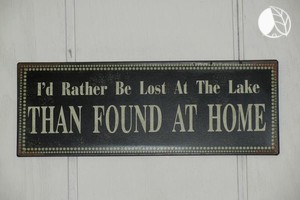 I'd Rather Be Lost At The Lake
THAN FOUND AT HOME